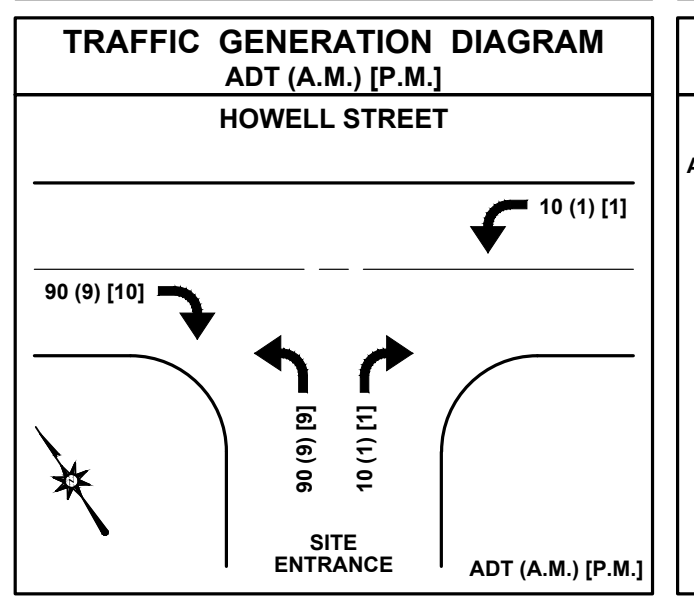 TRAFFIC GENERATION DIAGRAM
ADT (A.M.) [P.M.]
HOWELL STREET
10 (1) [1]
90 (9) [10]
90 (9) [9]
10 (1) [1]
SITE
ENTRANCE
ADT (A.M.) [P.M.]
A